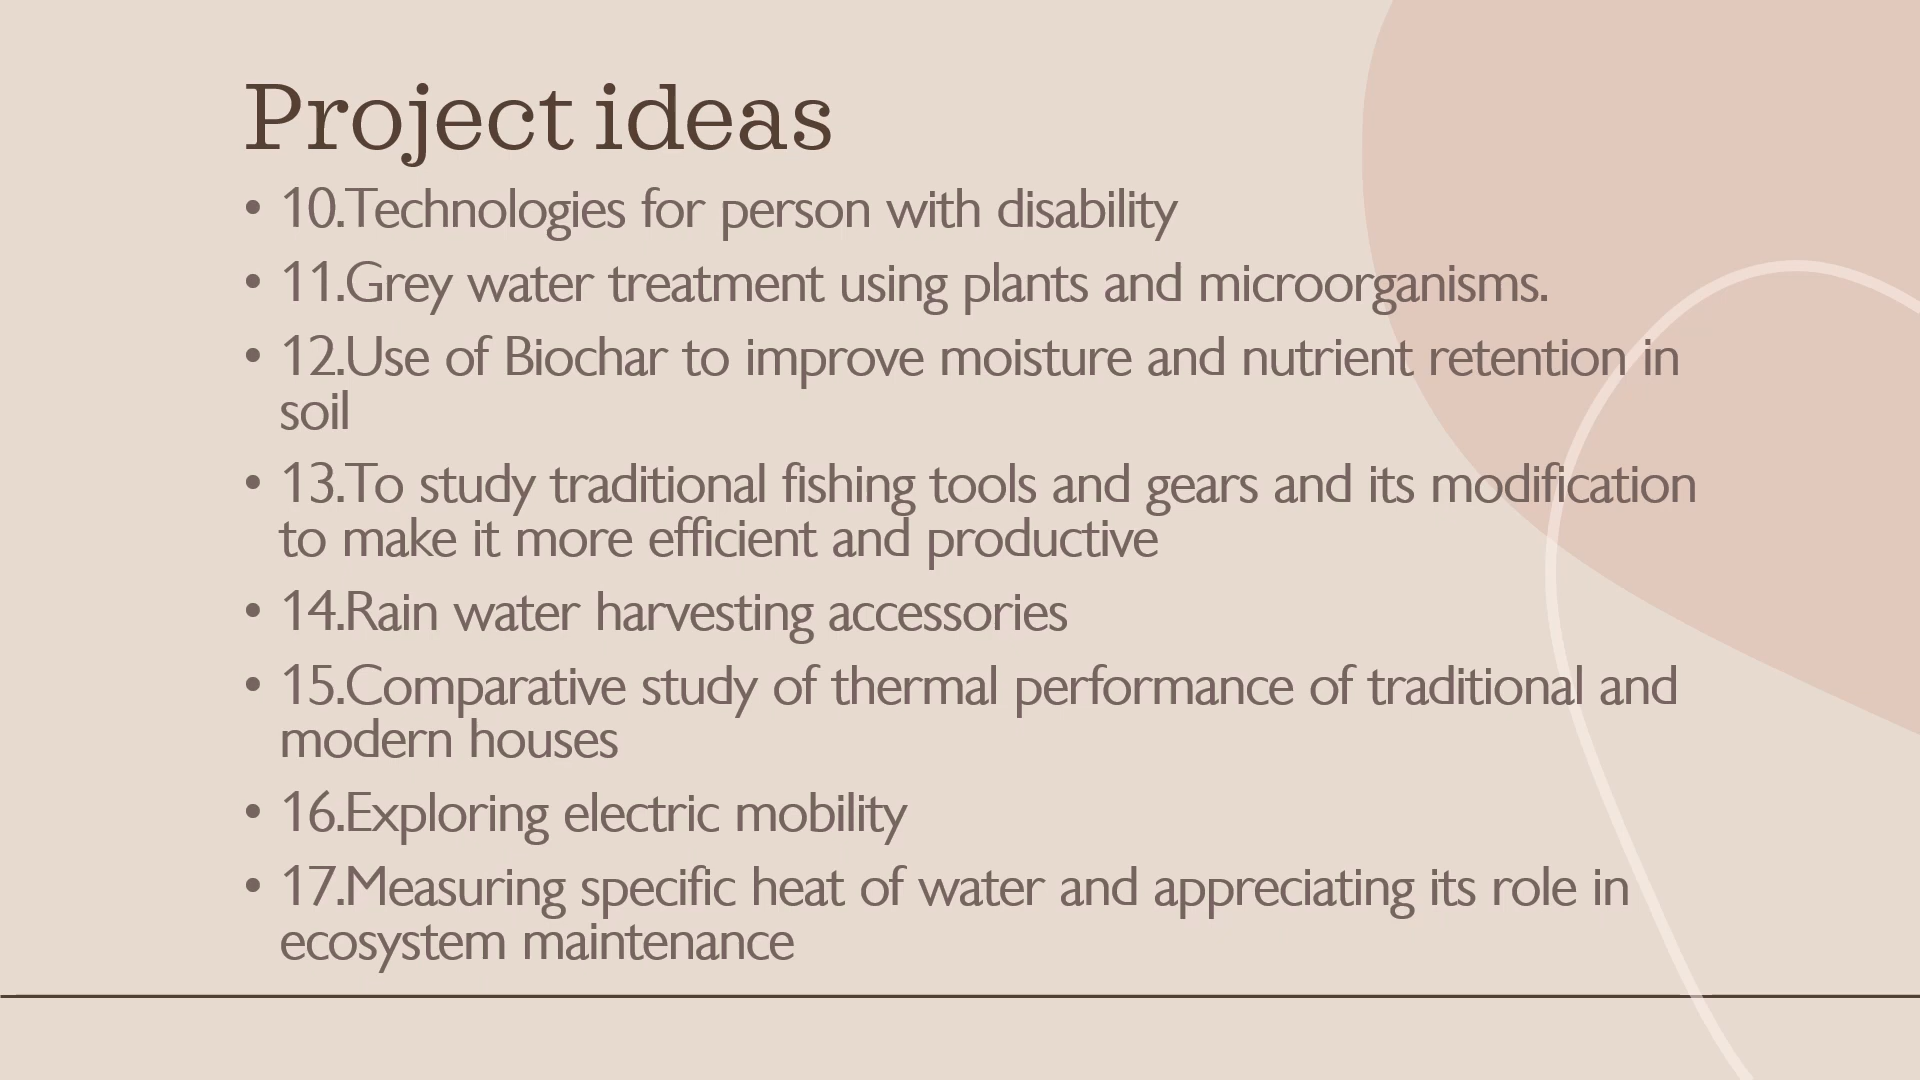 Project ideas
• 10.Technologies for person with disability
• 11.Grey water treatment using plants and microorganisms.
• 12.Use of Biochar to improve moisture and nutrient retention in
soil
• 13.To study traditional fishing tools and gears and its modification
to make it more efficient and productive
• 14.Rain water harvesting accessories
• 15.Comparative study of thermal performance of traditional and
modern houses
• 16.Exploring electric mobility
• 17.Measuring specific heat of water and appreciating its role in
ecosystem maintenance